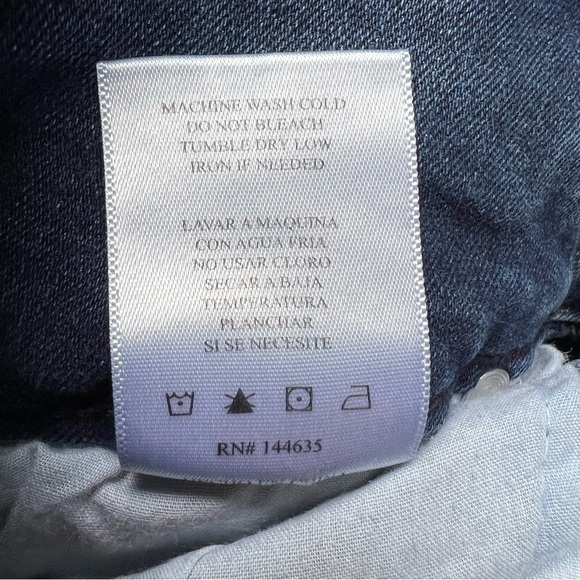 MACHINE WASH COLD
DO NOT BLEACH
TUMBLE DRY LOW
IRON IF NEEDED
LAVAR A MAQUINA
CON AGUA FRIA
NO USAR CLORO
SECAR A BAJA
TEMPERATURA
PLANCHAR
SI SE NECESITE
RN# 144635